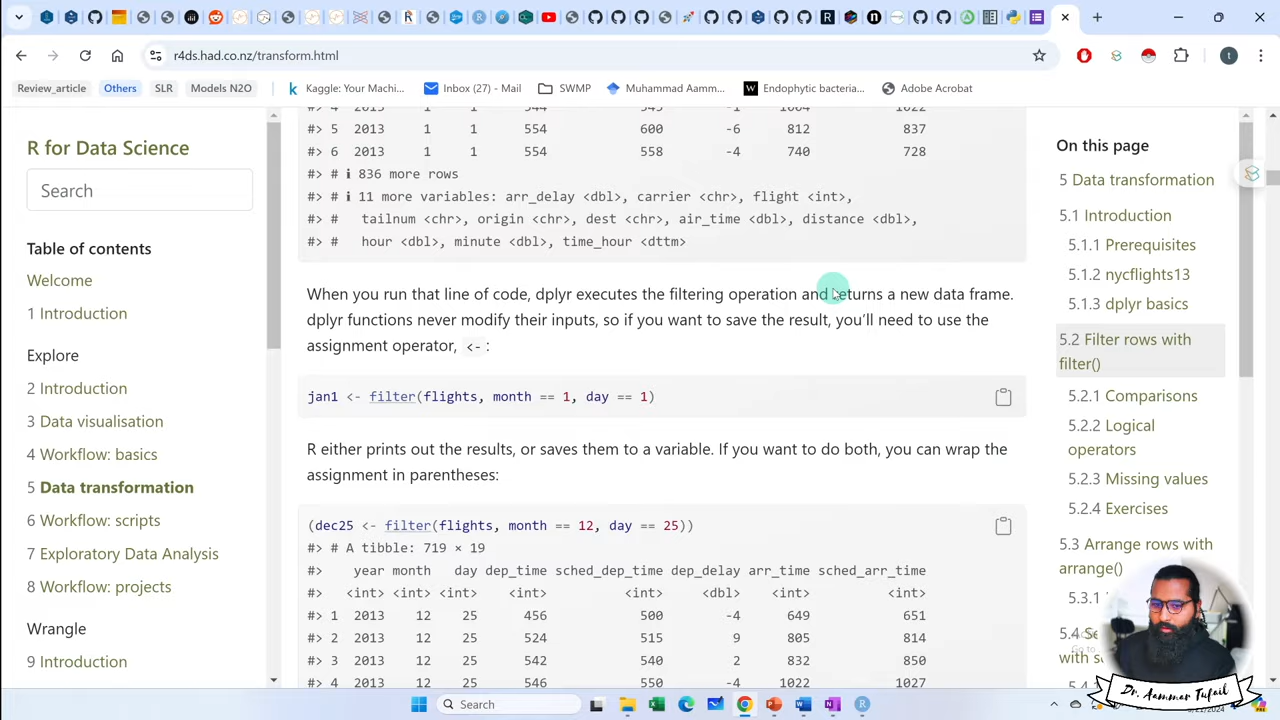 r4ds.had.co.nz/transform.html
Review_article
Others
SLR
Models N2O
Kaggle: Your Machi...
Inbox (27) - Mail
SWMP
Muhammad Aamm...
Endophytic bacteria...
Adobe Acrobat
R for Data Science
Search
Table of contents
Welcome
1 Introduction
Explore
2 Introduction
3 Data visualisation
4 Workflow: basics
5 Data transformation
6 Workflow: scripts
7 Exploratory Data Analysis
8 Workflow: projects
Wrangle
9 Introduction
#> 5 2013 1 1 554 600 -6 812 837
#> 6 2013 1 1 554 558 -4 740 728
#> # ℹ 836 more rows
#> # ℹ 11 more variables: arr_delay <dbl>, carrier <chr>, flight <int>,
#> # tailnum <chr>, origin <chr>, dest <chr>, air_time <dbl>, distance <dbl>,
#> # hour <dbl>, minute <dbl>, time_hour <dttm>
When you run that line of code, dplyr executes the filtering operation and returns a new data frame.
dplyr functions never modify their inputs, so if you want to save the result, you’ll need to use the
assignment operator, <- :
jan1 <- filter(flights, month == 1, day == 1)
R either prints out the results, or saves them to a variable. If you want to do both, you can wrap the
assignment in parentheses:
(dec25 <- filter(flights, month == 12, day == 25))
#> # A tibble: 719 × 19
#> year month day dep_time sched_dep_time dep_delay arr_time sched_arr_time
#> <int> <int> <int> <int> <int> <dbl> <int> <int>
#> 1 2013 12 25 456 500 -4 649 651
#> 2 2013 12 25 524 515 9 805 814
#> 3 2013 12 25 542 540 2 832 850
#> 4 2013 12 25 546 550 -4 1022 1027
On this page
5 Data transformation
5.1 Introduction
5.1.1 Prerequisites
5.1.2 nycflights13
5.1.3 dplyr basics
5.2 Filter rows with
filter()
5.2.1 Comparisons
5.2.2 Logical
operators
5.2.3 Missing values
5.2.4 Exercises
5.3 Arrange rows with
arrange()
5.3.1
5.4
with
Dr. Aammar Tufail
Search